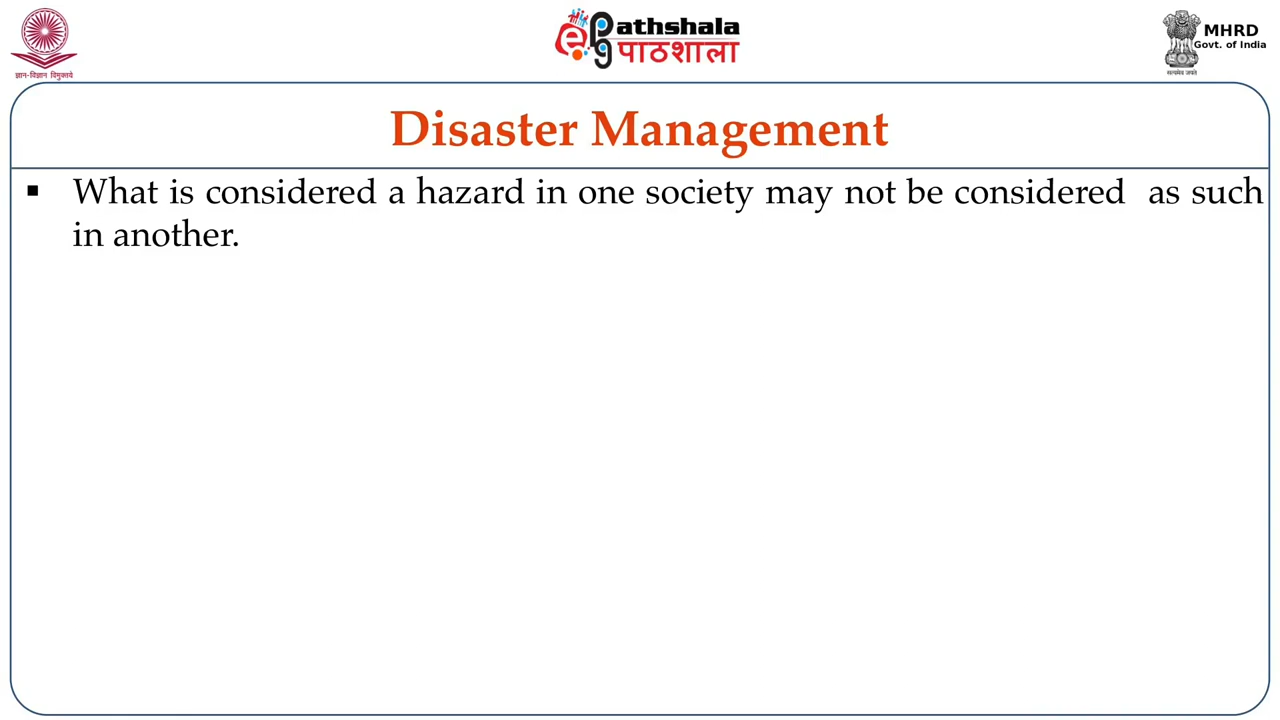 ePg Pathshala
पाठशाला
MHRD
Govt. of India
ज्ञान-विज्ञान विमुक्तये
सत्यमेव जयते
Disaster Management
▪ What is considered a hazard in one society may not be considered as such
in another.